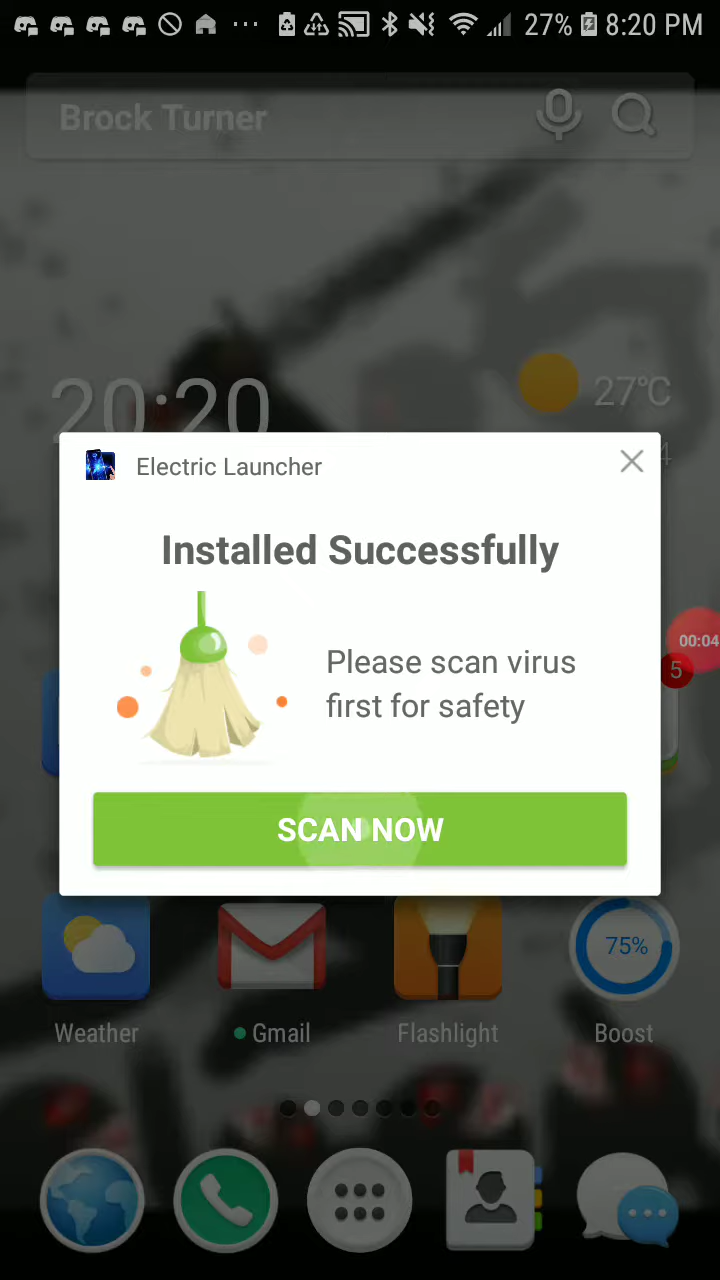 27% 8:20 PM
Brock Turner
20:20
27°C
4
Electric Launcher
Installed Successfully
00:04
Please scan virus
5
first for safety
SCAN NOW
75%
Weather
Gmail
Flashlight
Boost